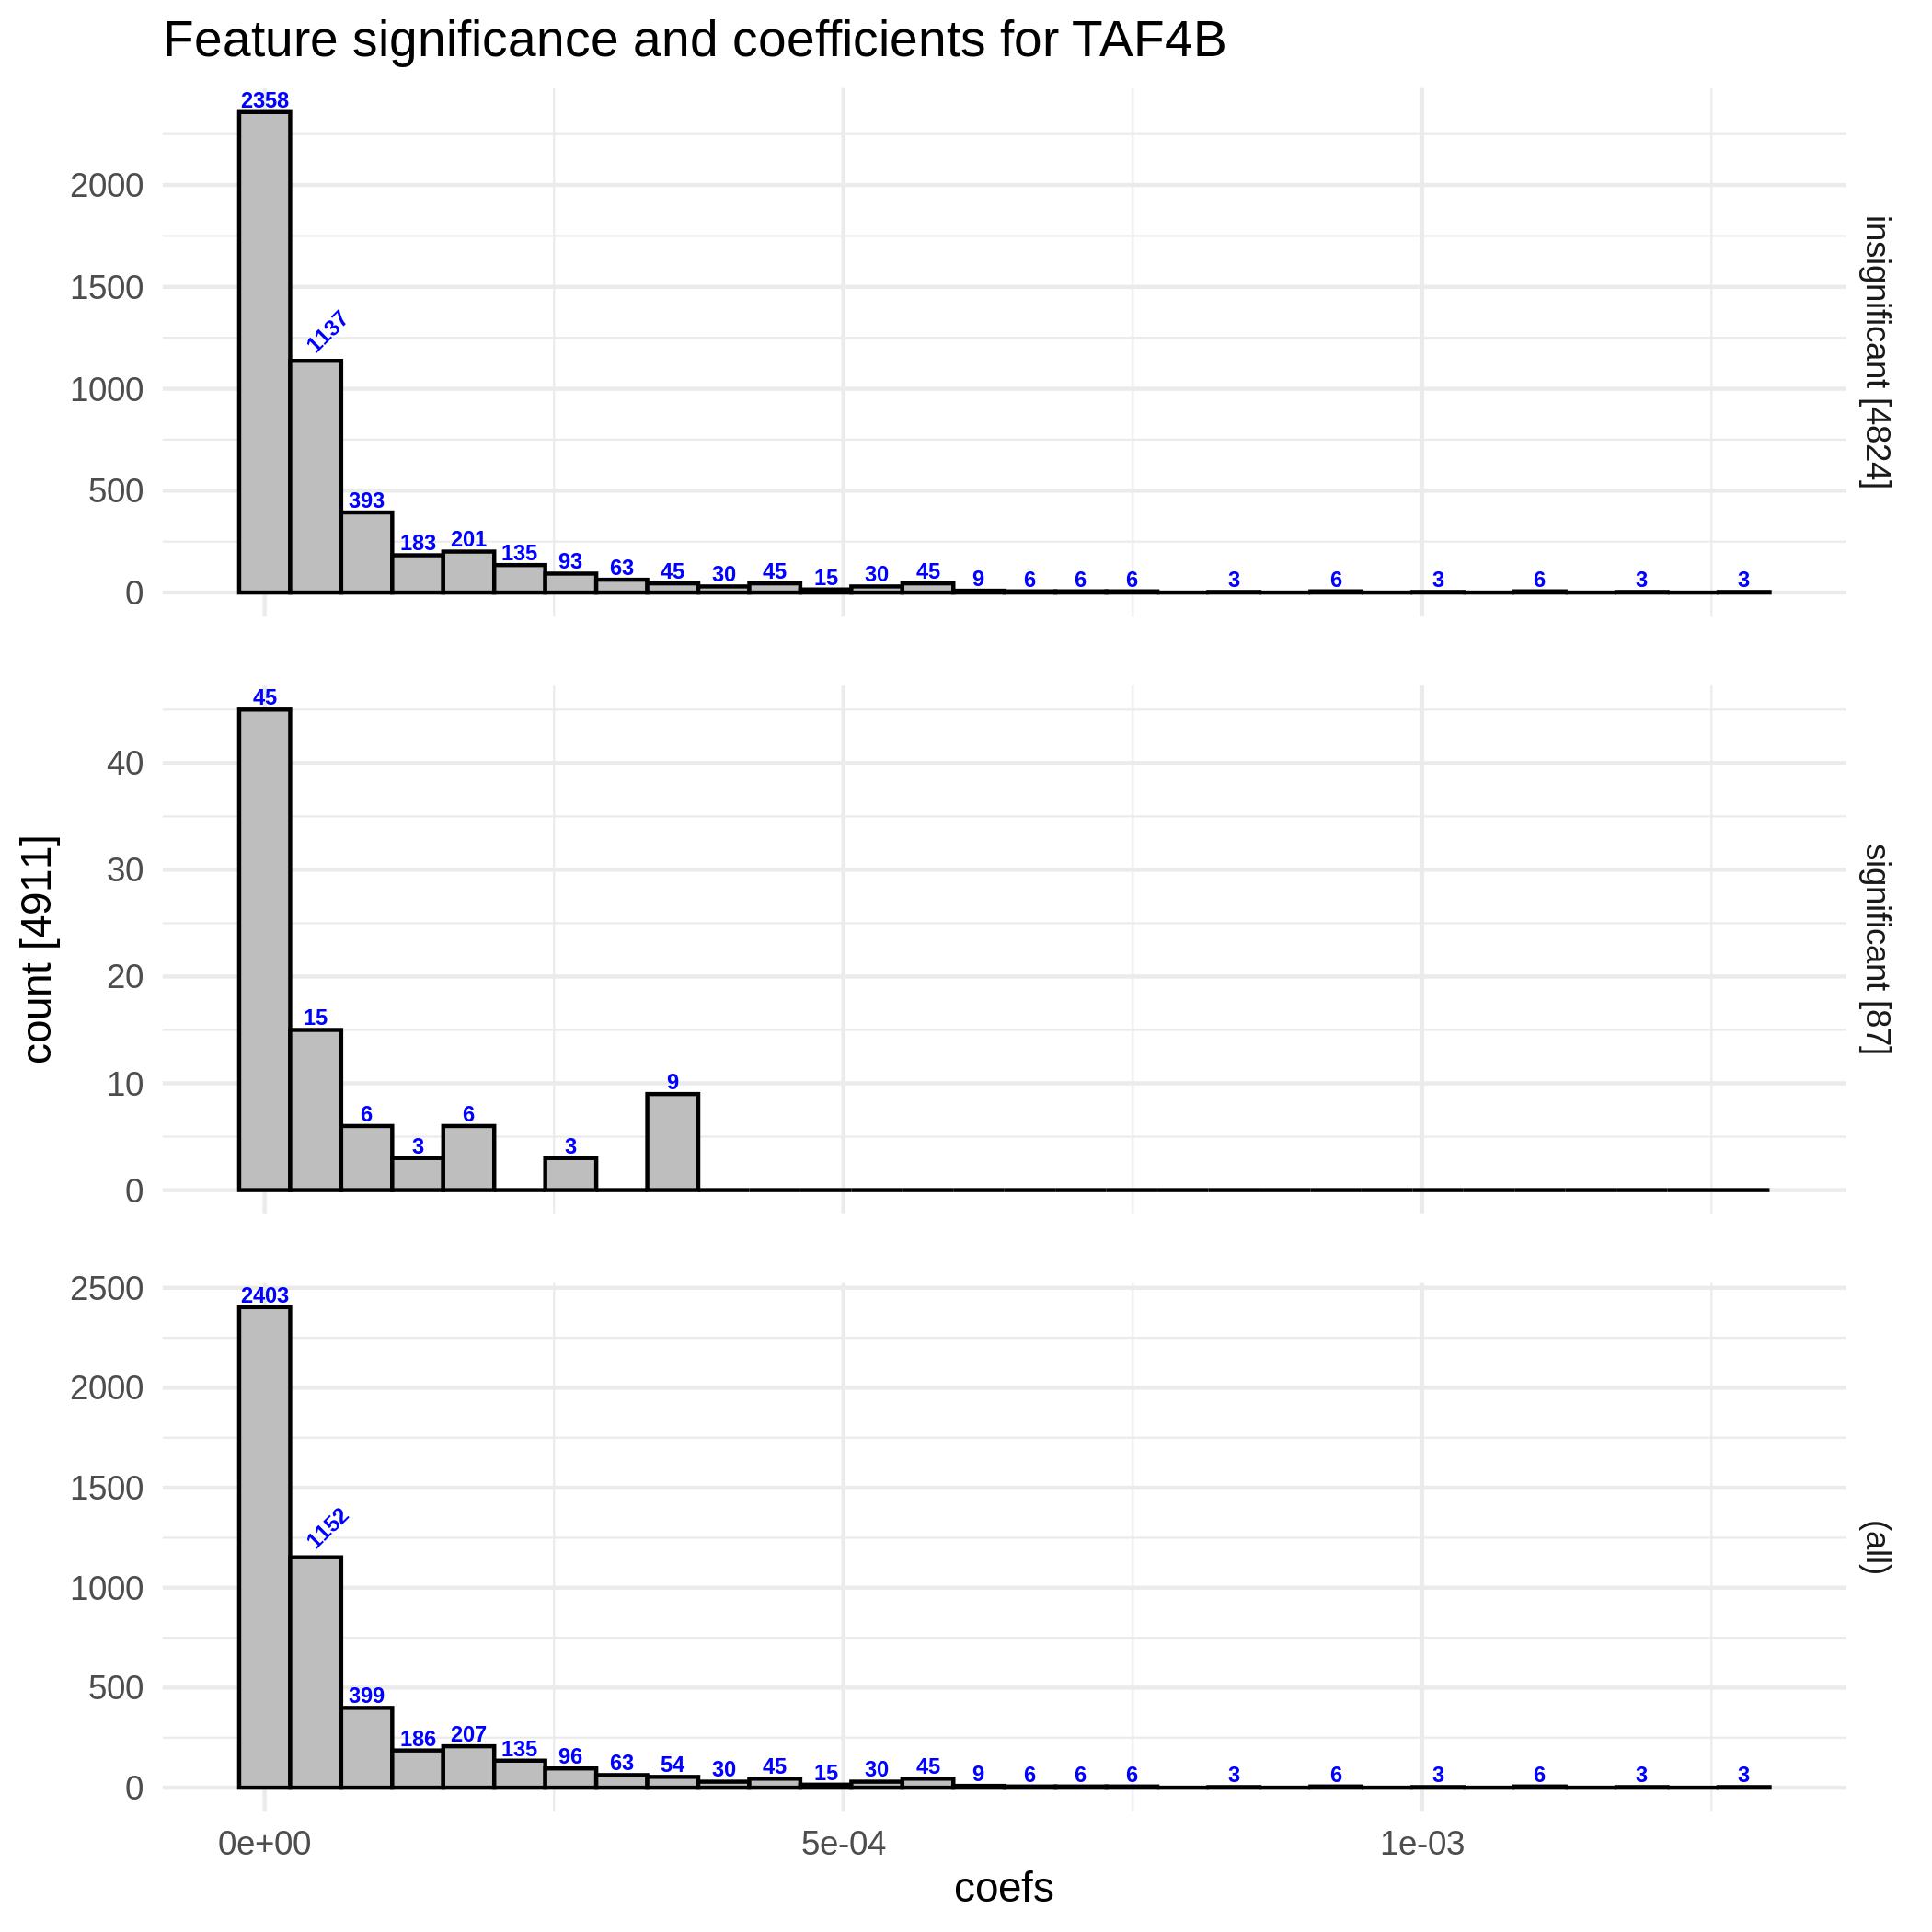 Feature significance and coefficients for TAF4B
count [4911]
2358
1137
393
183 201 135 93 63 45 30 45 15 30 45 9 6 6 6 3 6 3 6 3 3
2000
1500
1000
500
0
insignificant [4824]
45
15
6 3 6 3 9
40
30
20
10
0
significant [87]
2403
1152
399
186 207 135 96 63 54 30 45 15 30 45 9 6 6 6 3 6 3 6 3 3
2500
2000
1500
1000
500
0
(all)
0e+00 5e-04 1e-03
coefs